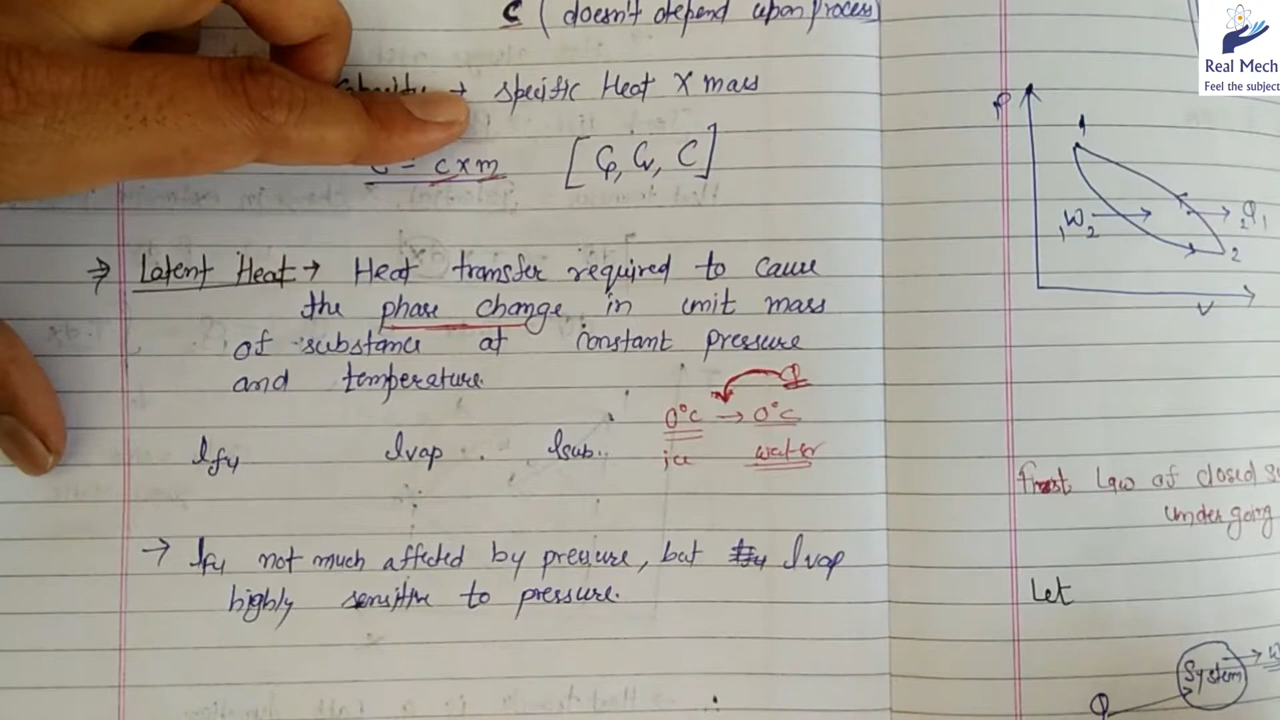 c (doesn't depend upon process)
→ specific Heat X mass
= c x m [Cp, Cv, C]
⇒ Latent Heat → Heat transfer required to cause
the phase change in unit mass
of substance at constant pressure
and temperature.
Q
0°C → 0°C
ice water
lfu lvap. lsub..
→ lfu not much affected by pressure, but lvap
highly sensitive to pressure.
Real Mech
Feel the subject
P
1
1W2
2Q1
2
V
First Law of closed
undergoing
Let
System
Q